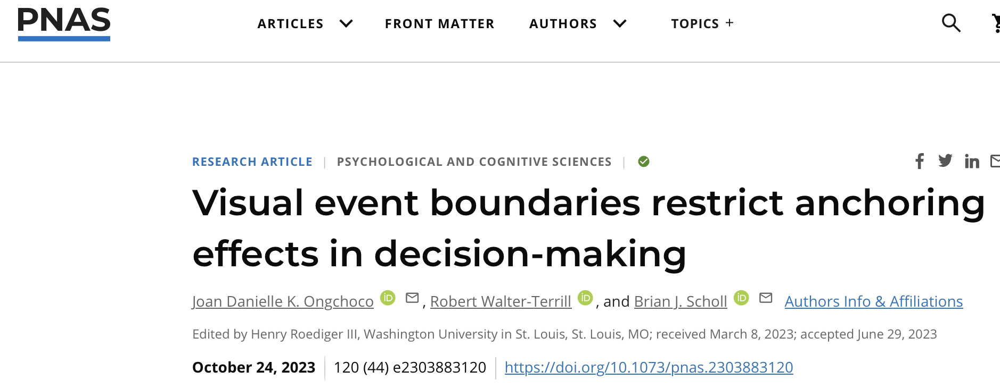 PNAS
ARTICLES FRONT MATTER AUTHORS TOPICS +
RESEARCH ARTICLE | PSYCHOLOGICAL AND COGNITIVE SCIENCES |
Visual event boundaries restrict anchoring
effects in decision-making
Joan Danielle K. Ongchoco iD , Robert Walter-Terrill iD , and Brian J. Scholl iD Authors Info & Affiliations
Edited by Henry Roediger III, Washington University in St. Louis, St. Louis, MO; received March 8, 2023; accepted June 29, 2023
October 24, 2023 | 120 (44) e2303883120 | https://doi.org/10.1073/pnas.2303883120